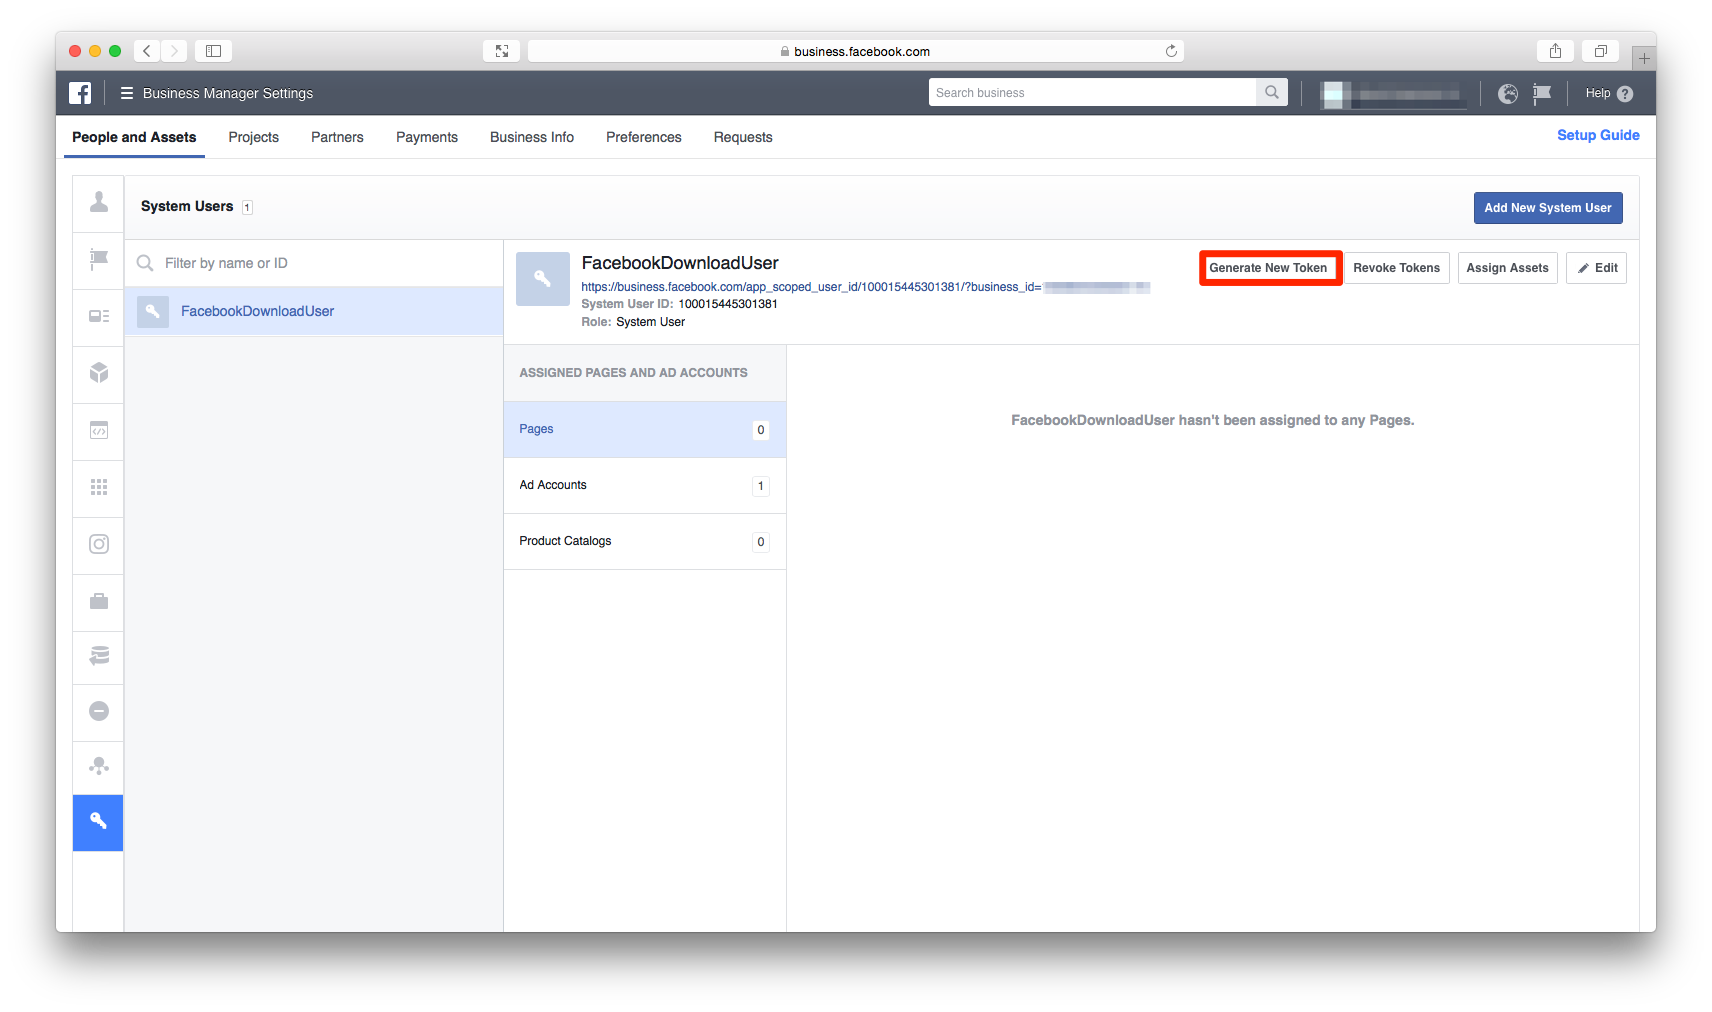 business.facebook.com
Business Manager Settings
Search business
Help
People and Assets
Projects
Partners
Payments
Business Info
Preferences
Requests
Setup Guide
System Users 1
Add New System User
Filter by name or ID
FacebookDownloadUser
FacebookDownloadUser
https://business.facebook.com/app_scoped_user_id/100015445301381/?business_id=
System User ID: 100015445301381
Role: System User
Generate New Token
Revoke Tokens
Assign Assets
Edit
ASSIGNED PAGES AND AD ACCOUNTS
Pages 0
Ad Accounts 1
Product Catalogs 0
FacebookDownloadUser hasn't been assigned to any Pages.